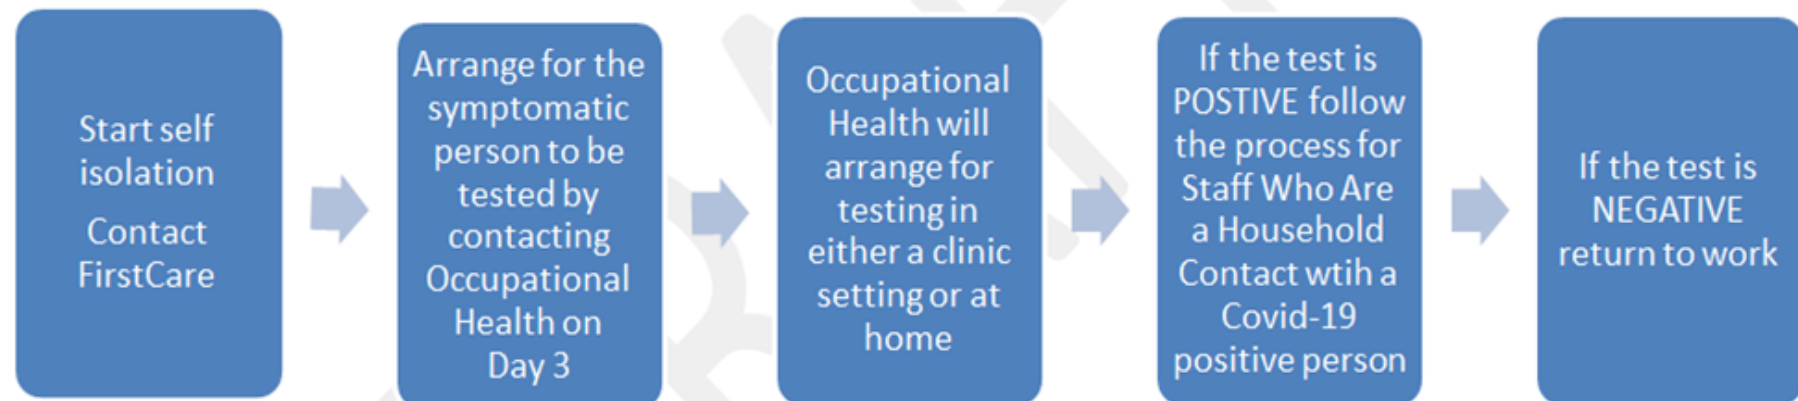 Start self
isolation
Contact
FirstCare
Arrange for the
symptomatic
person to be
tested by
contacting
Occupational
Health on
Day 3
Occupational
Health will
arrange for
testing in
either a clinic
setting or at
home
If the test is
POSTIVE follow
the process for
Staff Who Are
a Household
Contact wtih a
Covid-19
positive person
If the test is
NEGATIVE
return to work